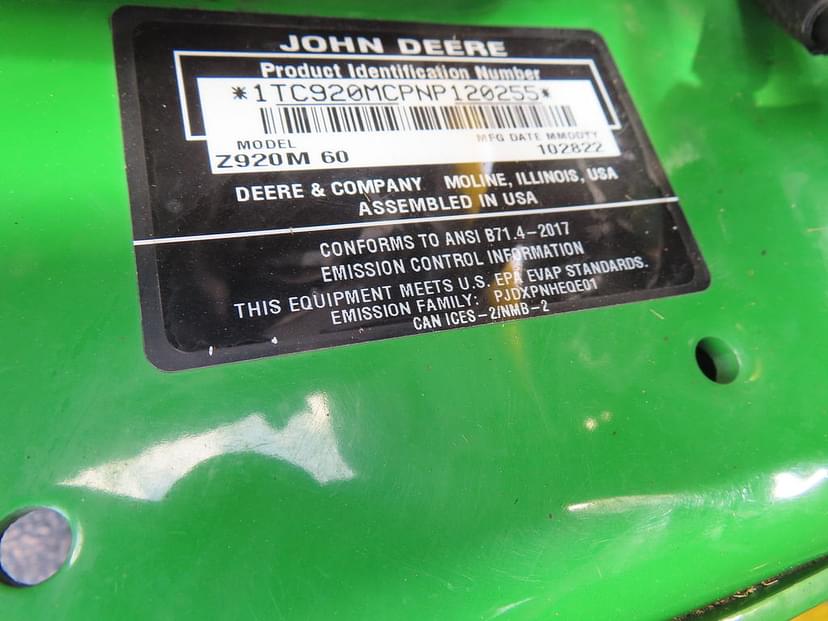 JOHN DEERE
Product Identification Number
*1TC920MCPNP120255*
MODEL MFG DATE MMDDYY
Z920M 60 102822
DEERE & COMPANY MOLINE, ILLINOIS, USA
ASSEMBLED IN USA
CONFORMS TO ANSI B71.4-2017
EMISSION CONTROL INFORMATION
THIS EQUIPMENT MEETS U.S. EPA EVAP STANDARDS.
EMISSION FAMILY: PJDXPNHEQE01
CAN ICES-2/NMB-2